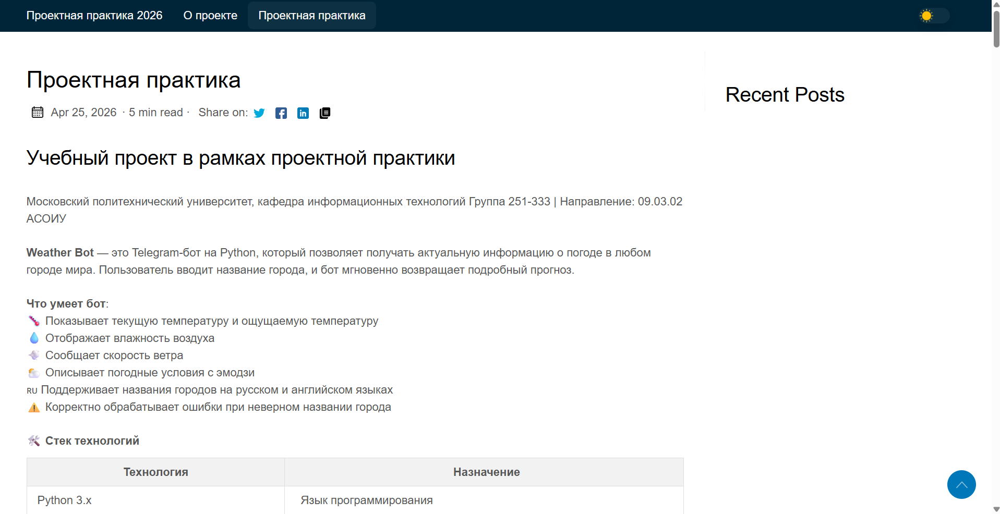 Проектная практика 2026 О проекте Проектная практика
Проектная практика
Apr 25, 2026 · 5 min read · Share on:
Recent Posts
Учебный проект в рамках проектной практики
Московский политехнический университет, кафедра информационных технологий Группа 251-333 | Направление: 09.03.02
АСОИУ
Weather Bot — это Telegram-бот на Python, который позволяет получать актуальную информацию о погоде в любом
городе мира. Пользователь вводит название города, и бот мгновенно возвращает подробный прогноз.
Что умеет бот:
Показывает текущую температуру и ощущаемую температуру
Отображает влажность воздуха
Сообщает скорость ветра
Описывает погодные условия с эмодзи
RU Поддерживает названия городов на русском и английском языках
Корректно обрабатывает ошибки при неверном названии города
Стек технологий
Технология Назначение
Python 3.x Язык программирования